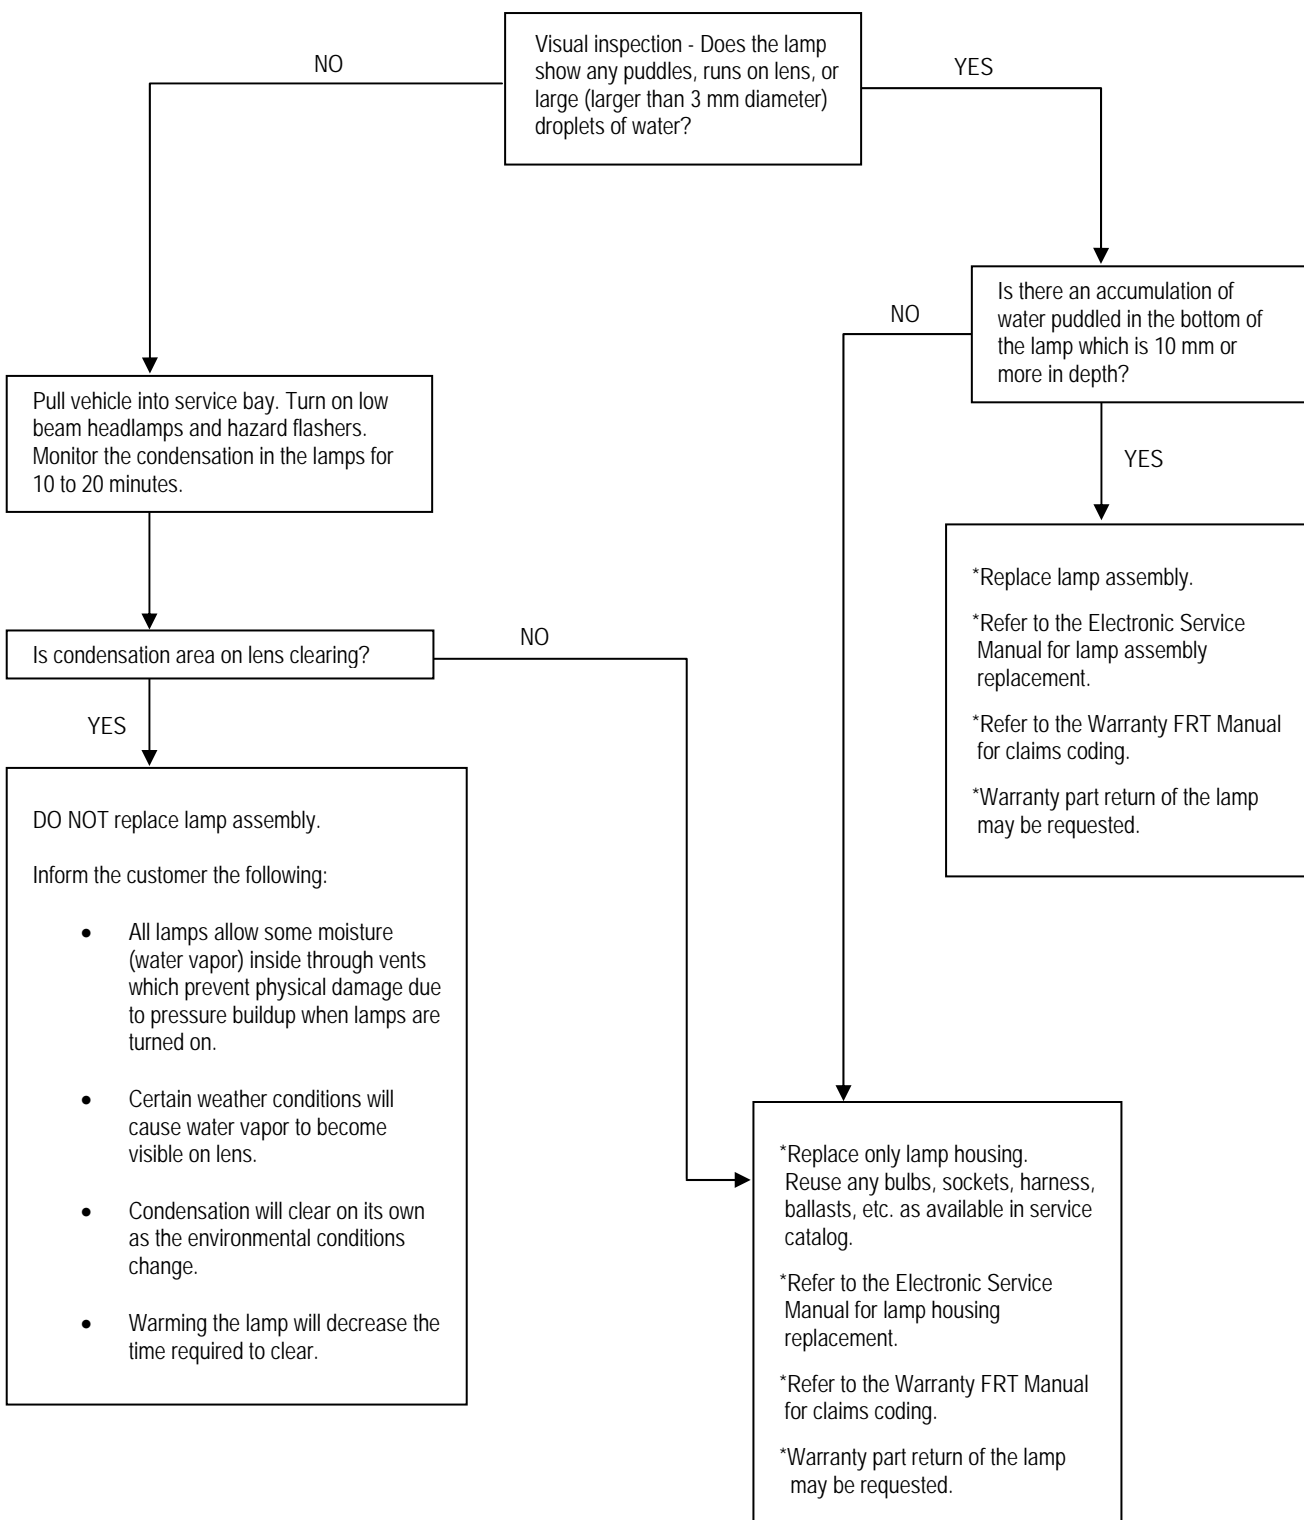 Visual inspection - Does the lamp
show any puddles, runs on lens, or
large (larger than 3 mm diameter)
droplets of water?
NO
YES
Is there an accumulation of
water puddled in the bottom of
the lamp which is 10 mm or
more in depth?
NO
YES
Pull vehicle into service bay. Turn on low
beam headlamps and hazard flashers.
Monitor the condensation in the lamps for
10 to 20 minutes.
*Replace lamp assembly.
*Refer to the Electronic Service
Manual for lamp assembly
replacement.
*Refer to the Warranty FRT Manual
for claims coding.
*Warranty part return of the lamp
may be requested.
Is condensation area on lens clearing?
NO
YES
DO NOT replace lamp assembly.
Inform the customer the following:
• All lamps allow some moisture
(water vapor) inside through vents
which prevent physical damage due
to pressure buildup when lamps are
turned on.
• Certain weather conditions will
cause water vapor to become
visible on lens.
• Condensation will clear on its own
as the environmental conditions
change.
• Warming the lamp will decrease the
time required to clear.
*Replace only lamp housing.
Reuse any bulbs, sockets, harness,
ballasts, etc. as available in service
catalog.
*Refer to the Electronic Service
Manual for lamp housing
replacement.
*Refer to the Warranty FRT Manual
for claims coding.
*Warranty part return of the lamp
may be requested.